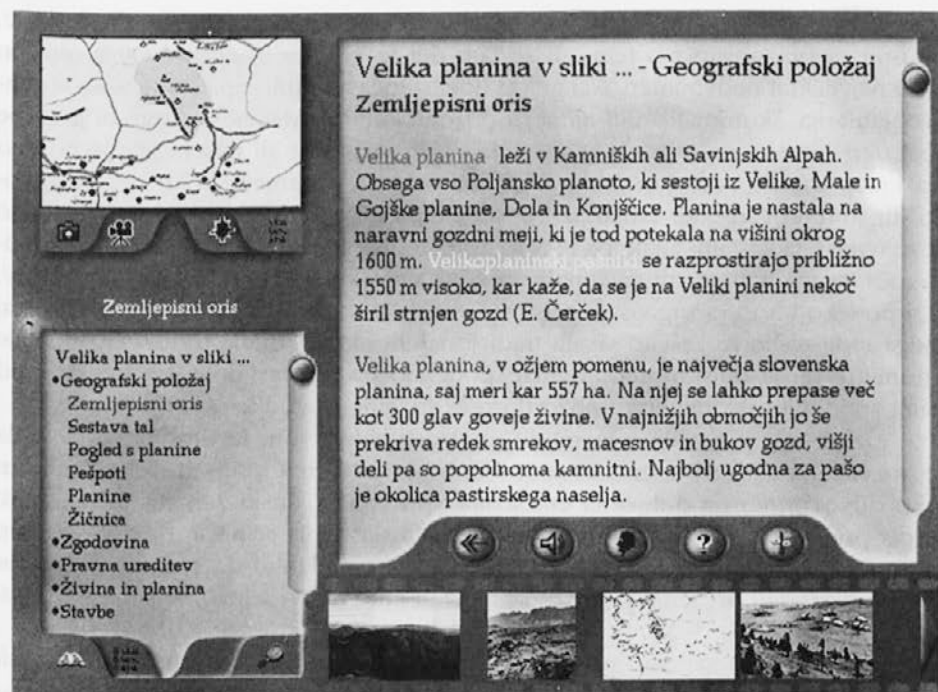 Velika planina v sliki ... - Geografski položaj
Zemljepisni oris
Velika planina leži v Kamniških ali Savinjskih Alpah.
Obsega vso Poljansko planoto, ki sestoji iz Velike, Male in
Gojške planine, Dola in Konjščice. Planina je nastala na
naravni gozdni meji, ki je tod potekala na višini okrog
1600 m. Velikoplaninski pašniki se razprostirajo približno
1550 m visoko, kar kaže, da se je na Veliki planini nekoč
širil strnjen gozd (E. Čerček).
Velika planina, v ožjem pomenu, je največja slovenska
planina, saj meri kar 557 ha. Na njej se lahko prepase več
kot 300 glav goveje živine. V najnižjih območjih jo še
prekriva redek smrekov, macesnov in bukov gozd, višji
deli pa so popolnoma kamnitni. Najbolj ugodna za pašo
je okolica pastirskega naselja.
?
Zemljepisni oris
Velika planina v sliki ...
Geografski položaj
Zemljepisni oris
Sestava tal
Pogled s planine
Pešpoti
Planine
Žičnica
Zgodovina
Pravna ureditev
Živina in planina
Stavbe